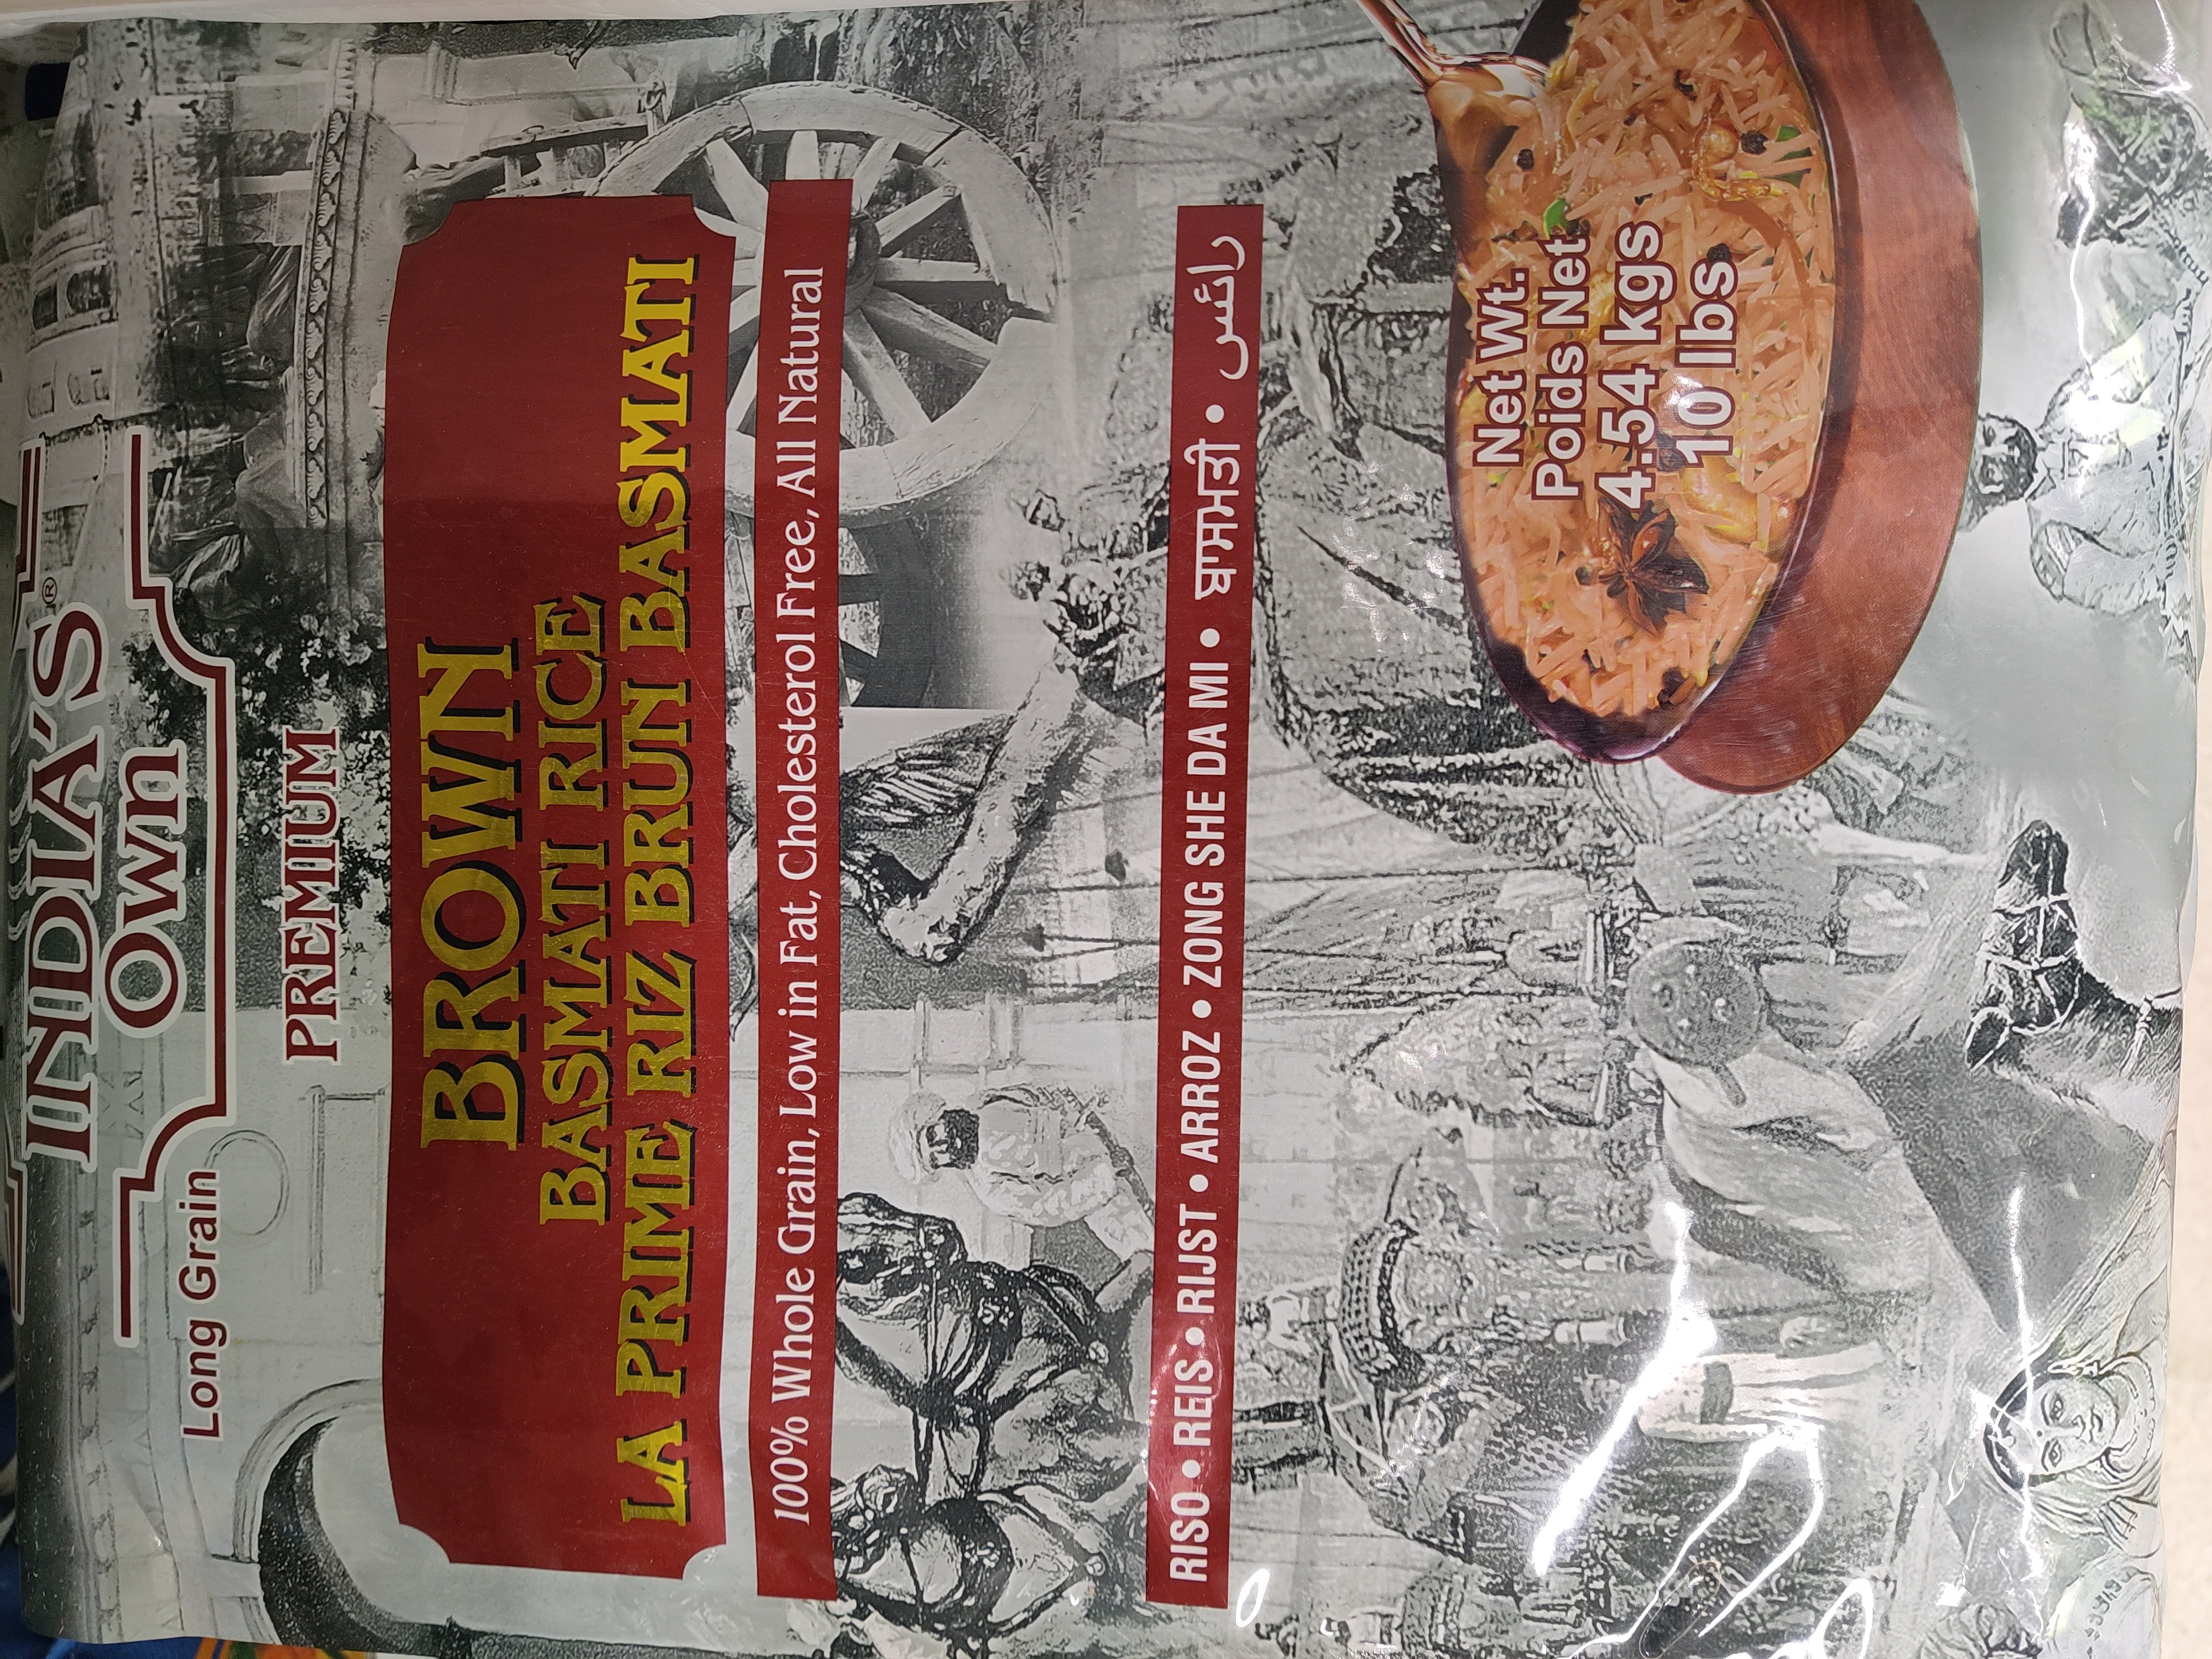 INDIA'S®
Own
Long Grain
PREMIUM
BROWN
BASMATI RICE
LA PRIME RIZ BRUN BASMATI
100% Whole Grain, Low in Fat, Cholesterol Free, All Natural
RISO • REIS • RIJST • ARROZ • ZONG SHE DA MI • ਬਾਸਮਤੀ • رائس
Net Wt.
Poids Net
4.54 kgs
10 lbs